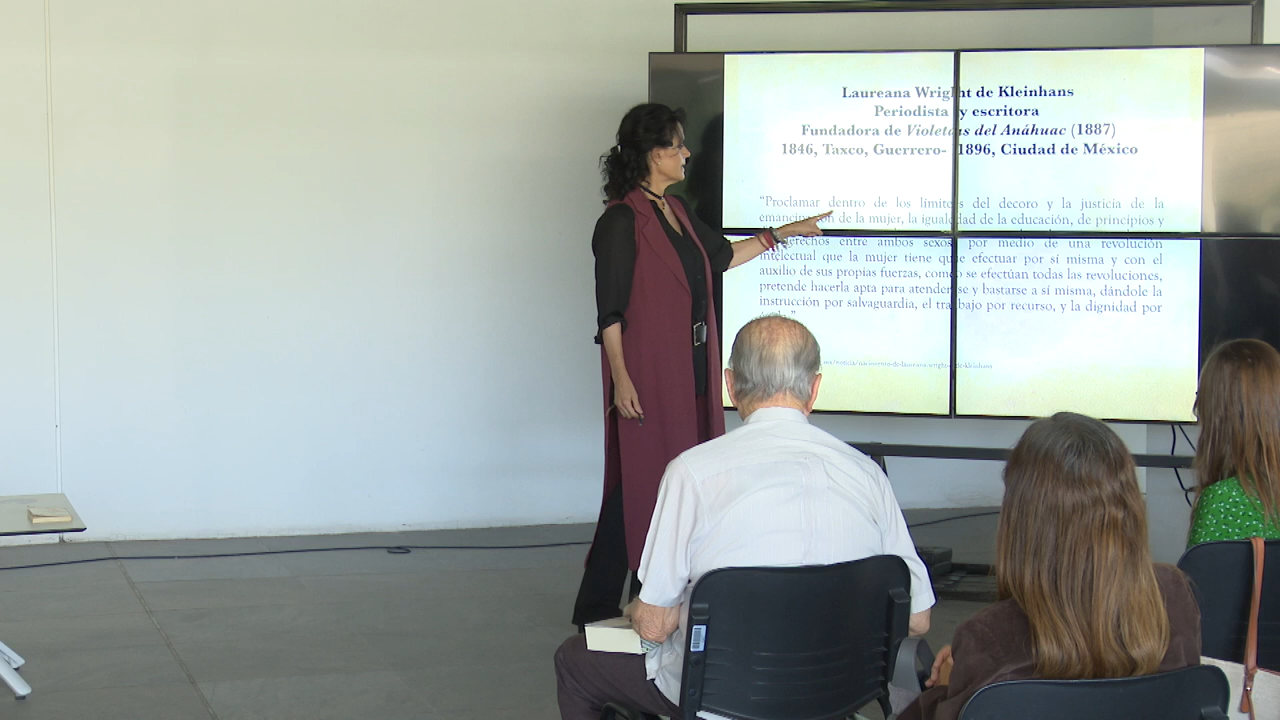 Laureana Wright de Kleinhans
Periodista y escritora
Fundadora de Violetas del Anáhuac (1887)
1846, Taxco, Guerrero- 1896, Ciudad de México
“Proclamar dentro de los límites del decoro y la justicia de la
emancipación de la mujer, la igualdad de la educación, de principios y
derechos entre ambos sexos, por medio de una revolución
intelectual que la mujer tiene que efectuar por sí misma y con el
auxilio de sus propias fuerzas, como se efectúan todas las revoluciones,
pretende hacerla apta para atenderse y bastarse a sí misma, dándole la
instrucción por salvaguardia, el trabajo por recurso, y la dignidad por